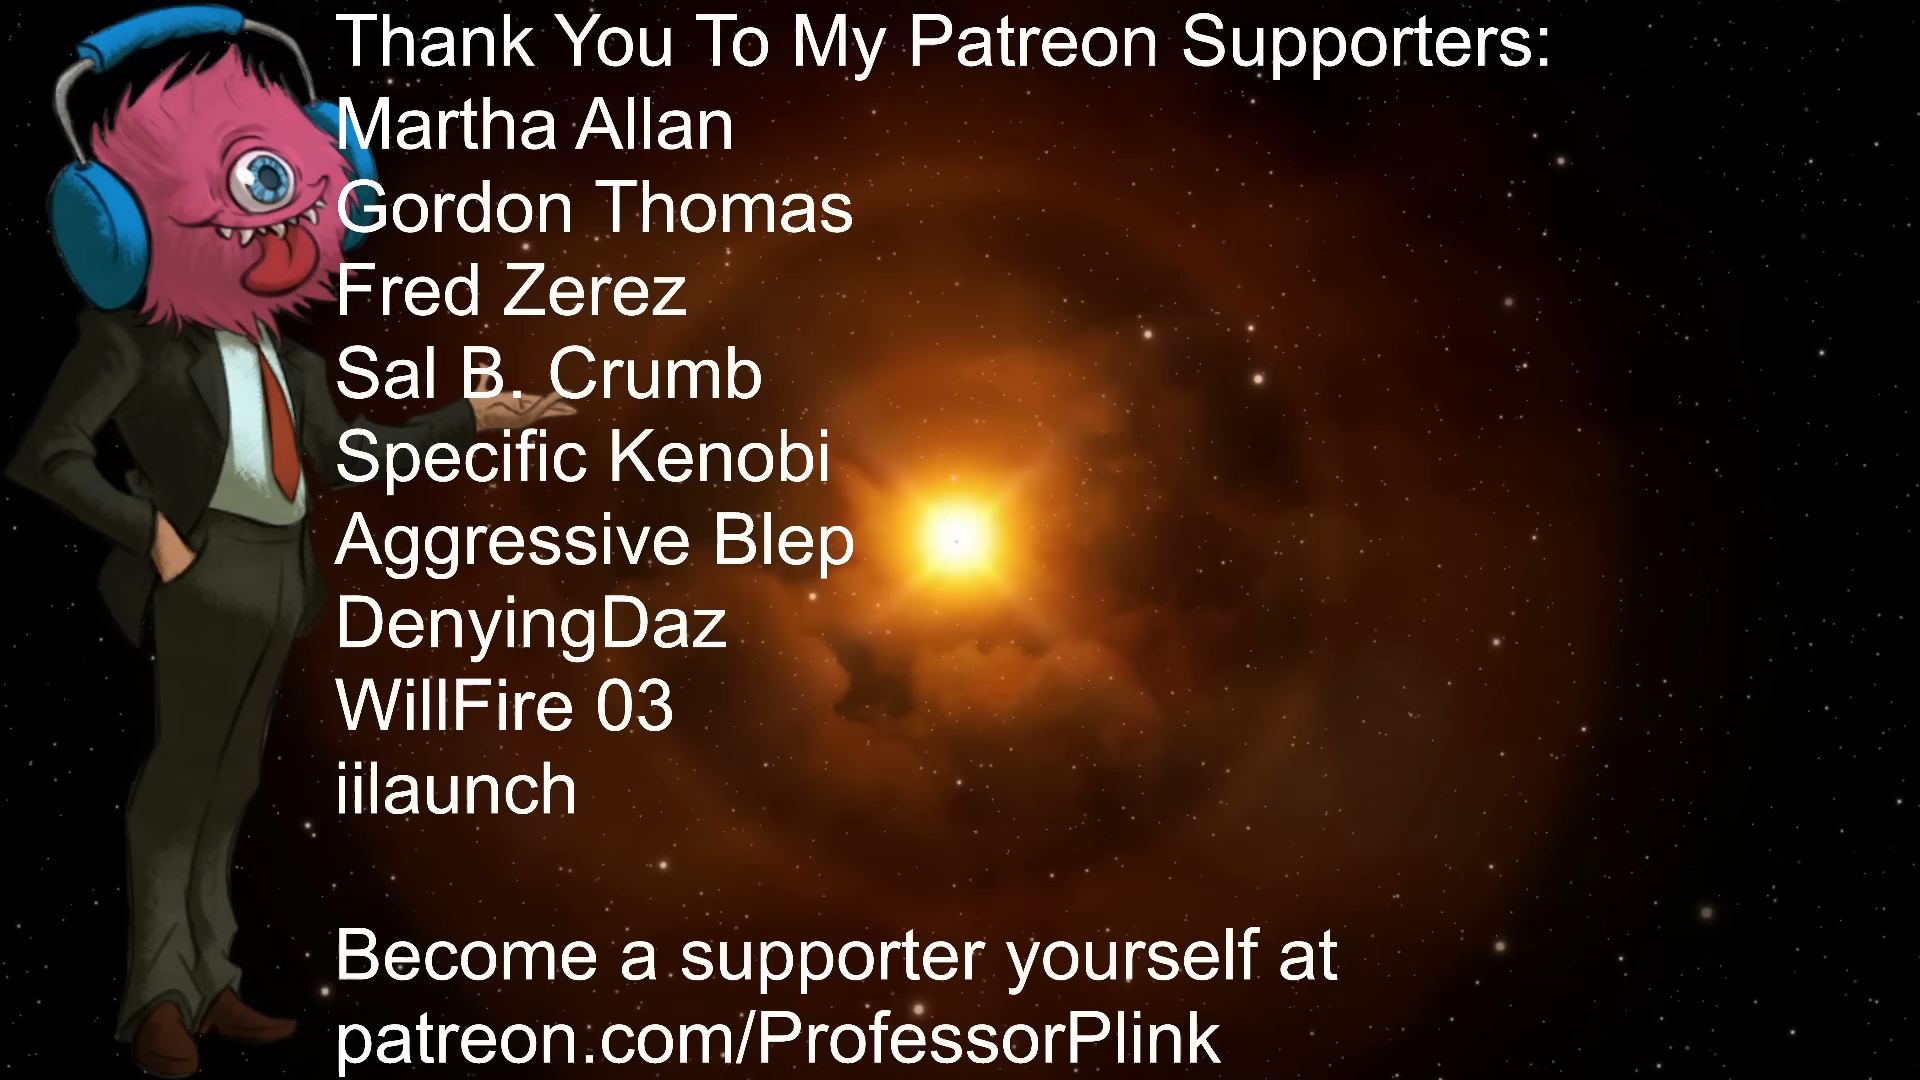 Thank You To My Patreon Supporters:
Martha Allan
Gordon Thomas
Fred Zerez
Sal B. Crumb
Specific Kenobi
Aggressive Blep
DenyingDaz
WillFire 03
iilaunch
Become a supporter yourself at
patreon.com/ProfessorPlink